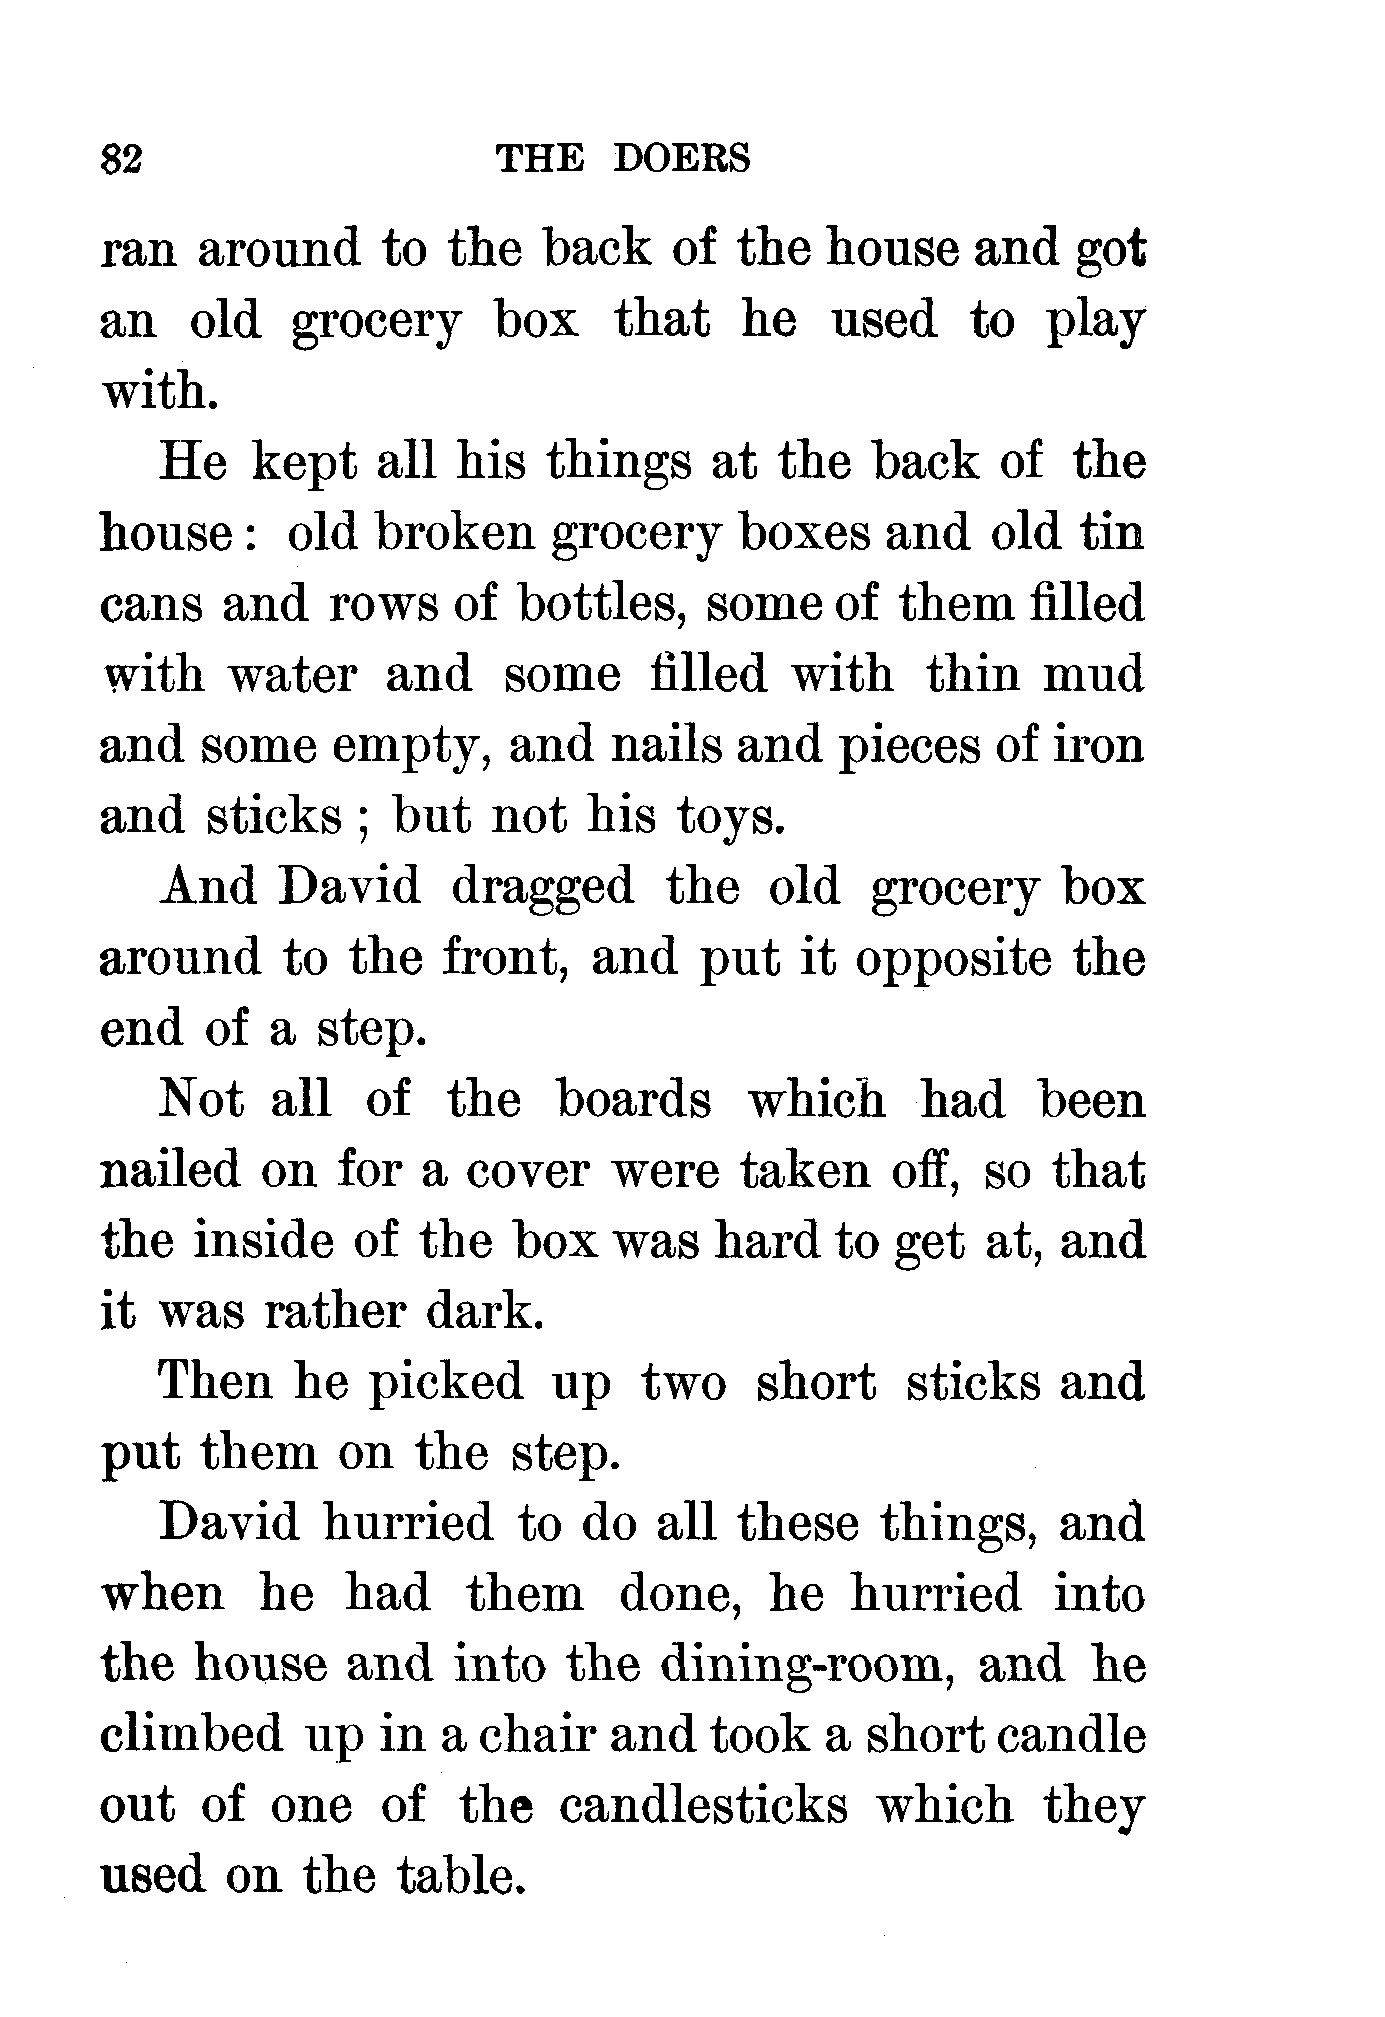 82 THE DOERS
ran around to the back of the house and got
an old grocery box that he used to play
with.
He kept all his things at the back of the
house : old broken grocery boxes and old tin
cans and rows of bottles, some of them filled
with water and some filled with thin mud
and some empty, and nails and pieces of iron
and sticks ; but not his toys.
And David dragged the old grocery box
around to the front, and put it opposite the
end of a step.
Not all of the boards which had been
nailed on for a cover were taken off, so that
the inside of the box was hard to get at, and
it was rather dark.
Then he picked up two short sticks and
put them on the step.
David hurried to do all these things, and
when he had them done, he hurried into
the house and into the dining-room, and he
climbed up in a chair and took a short candle
out of one of the candlesticks which they
used on the table.